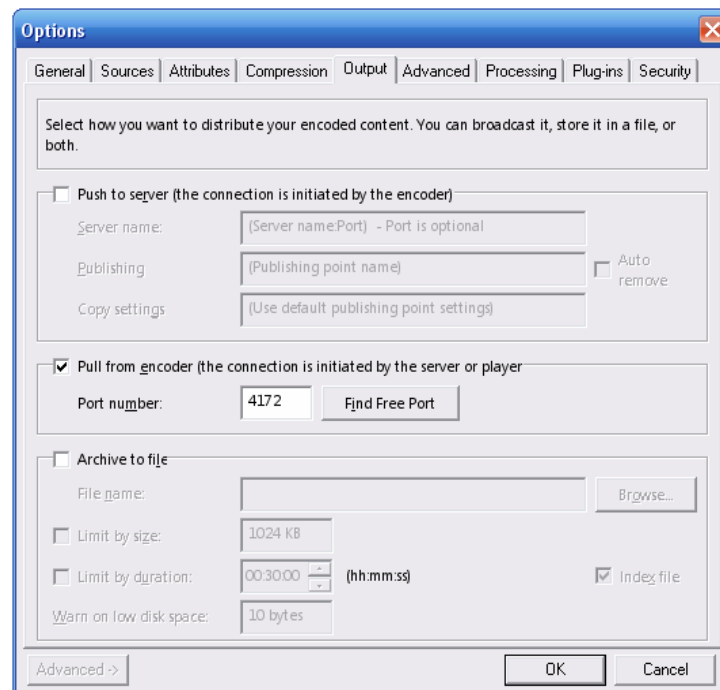 Options
General Sources Attributes Compression Output Advanced Processing Plug-ins Security
Select how you want to distribute your encoded content. You can broadcast it, store it in a file, or
both.
Push to server (the connection is initiated by the encoder)
Server name: (Server name:Port) - Port is optional
Publishing (Publishing point name) Auto
remove
Copy settings (Use default publishing point settings)
Pull from encoder (the connection is initiated by the server or player
Port number: 4172 Find Free Port
Archive to file
File name: Browse...
Limit by size: 1024 KB
Limit by duration: 00:30:00 (hh:mm:ss) Index file
Warn on low disk space: 10 bytes
Advanced -> OK Cancel